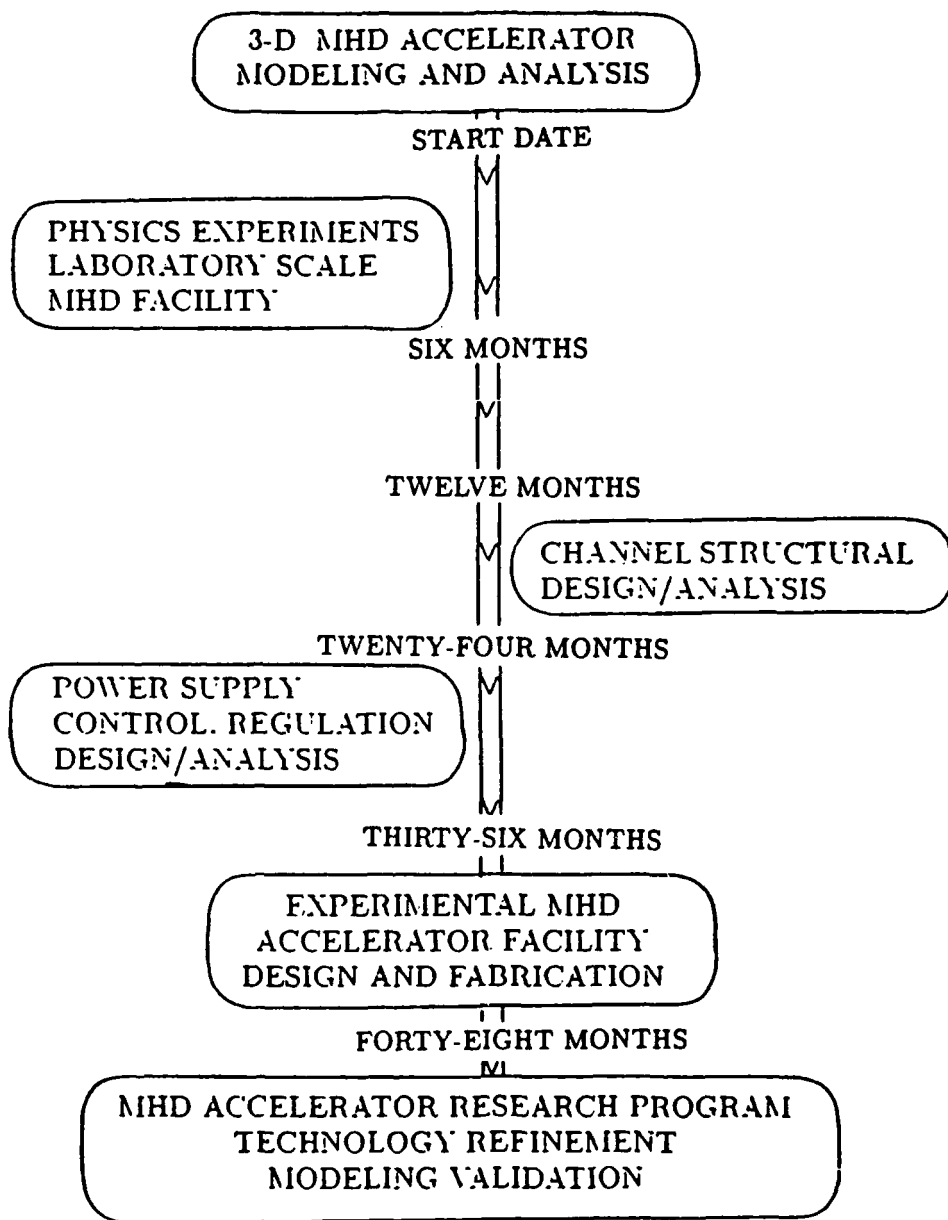 3-D MHD ACCELERATOR
MODELING AND ANALYSIS
START DATE
PHYSICS EXPERIMENTS
LABORATORY SCALE
MHD FACILITY
SIX MONTHS
TWELVE MONTHS
CHANNEL STRUCTURAL
DESIGN/ANALYSIS
TWENTY-FOUR MONTHS
POWER SUPPLY
CONTROL. REGULATION
DESIGN/ANALYSIS
THIRTY-SIX MONTHS
EXPERIMENTAL MHD
ACCELERATOR FACILITY
DESIGN AND FABRICATION
FORTY-EIGHT MONTHS
MHD ACCELERATOR RESEARCH PROGRAM
TECHNOLOGY REFINEMENT
MODELING VALIDATION